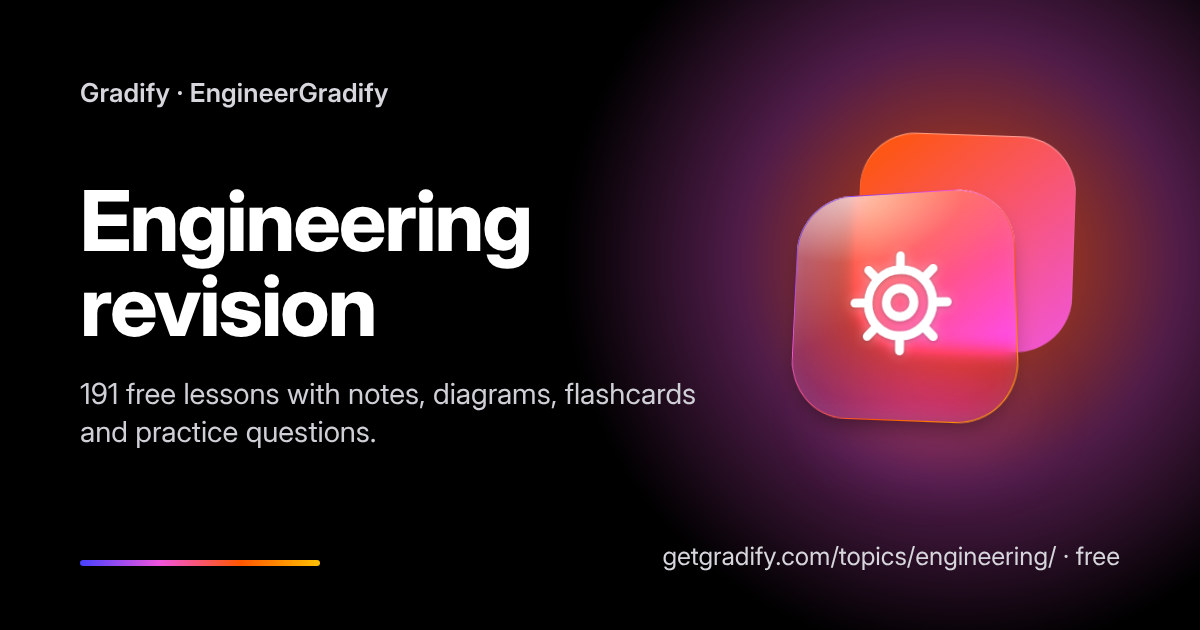 Gradify · EngineerGradify
Engineering
revision
191 free lessons with notes, diagrams, flashcards
and practice questions.
getgradify.com/topics/engineering/ · free